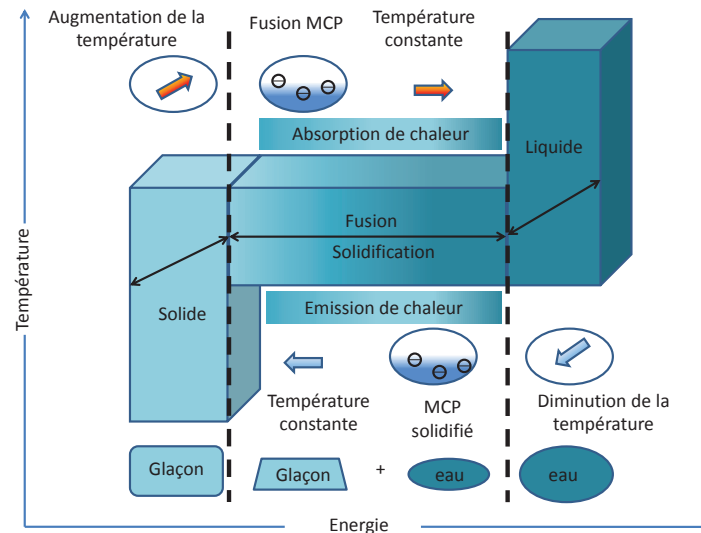 Augmentation de la
température
Fusion MCP
Température
constante
Absorption de chaleur
Liquide
Fusion
Solidification
Température
Solide
Emission de chaleur
Température
constante
MCP
solidifié
Diminution de la
température
Glaçon
Glaçon
+
eau
eau
Energie